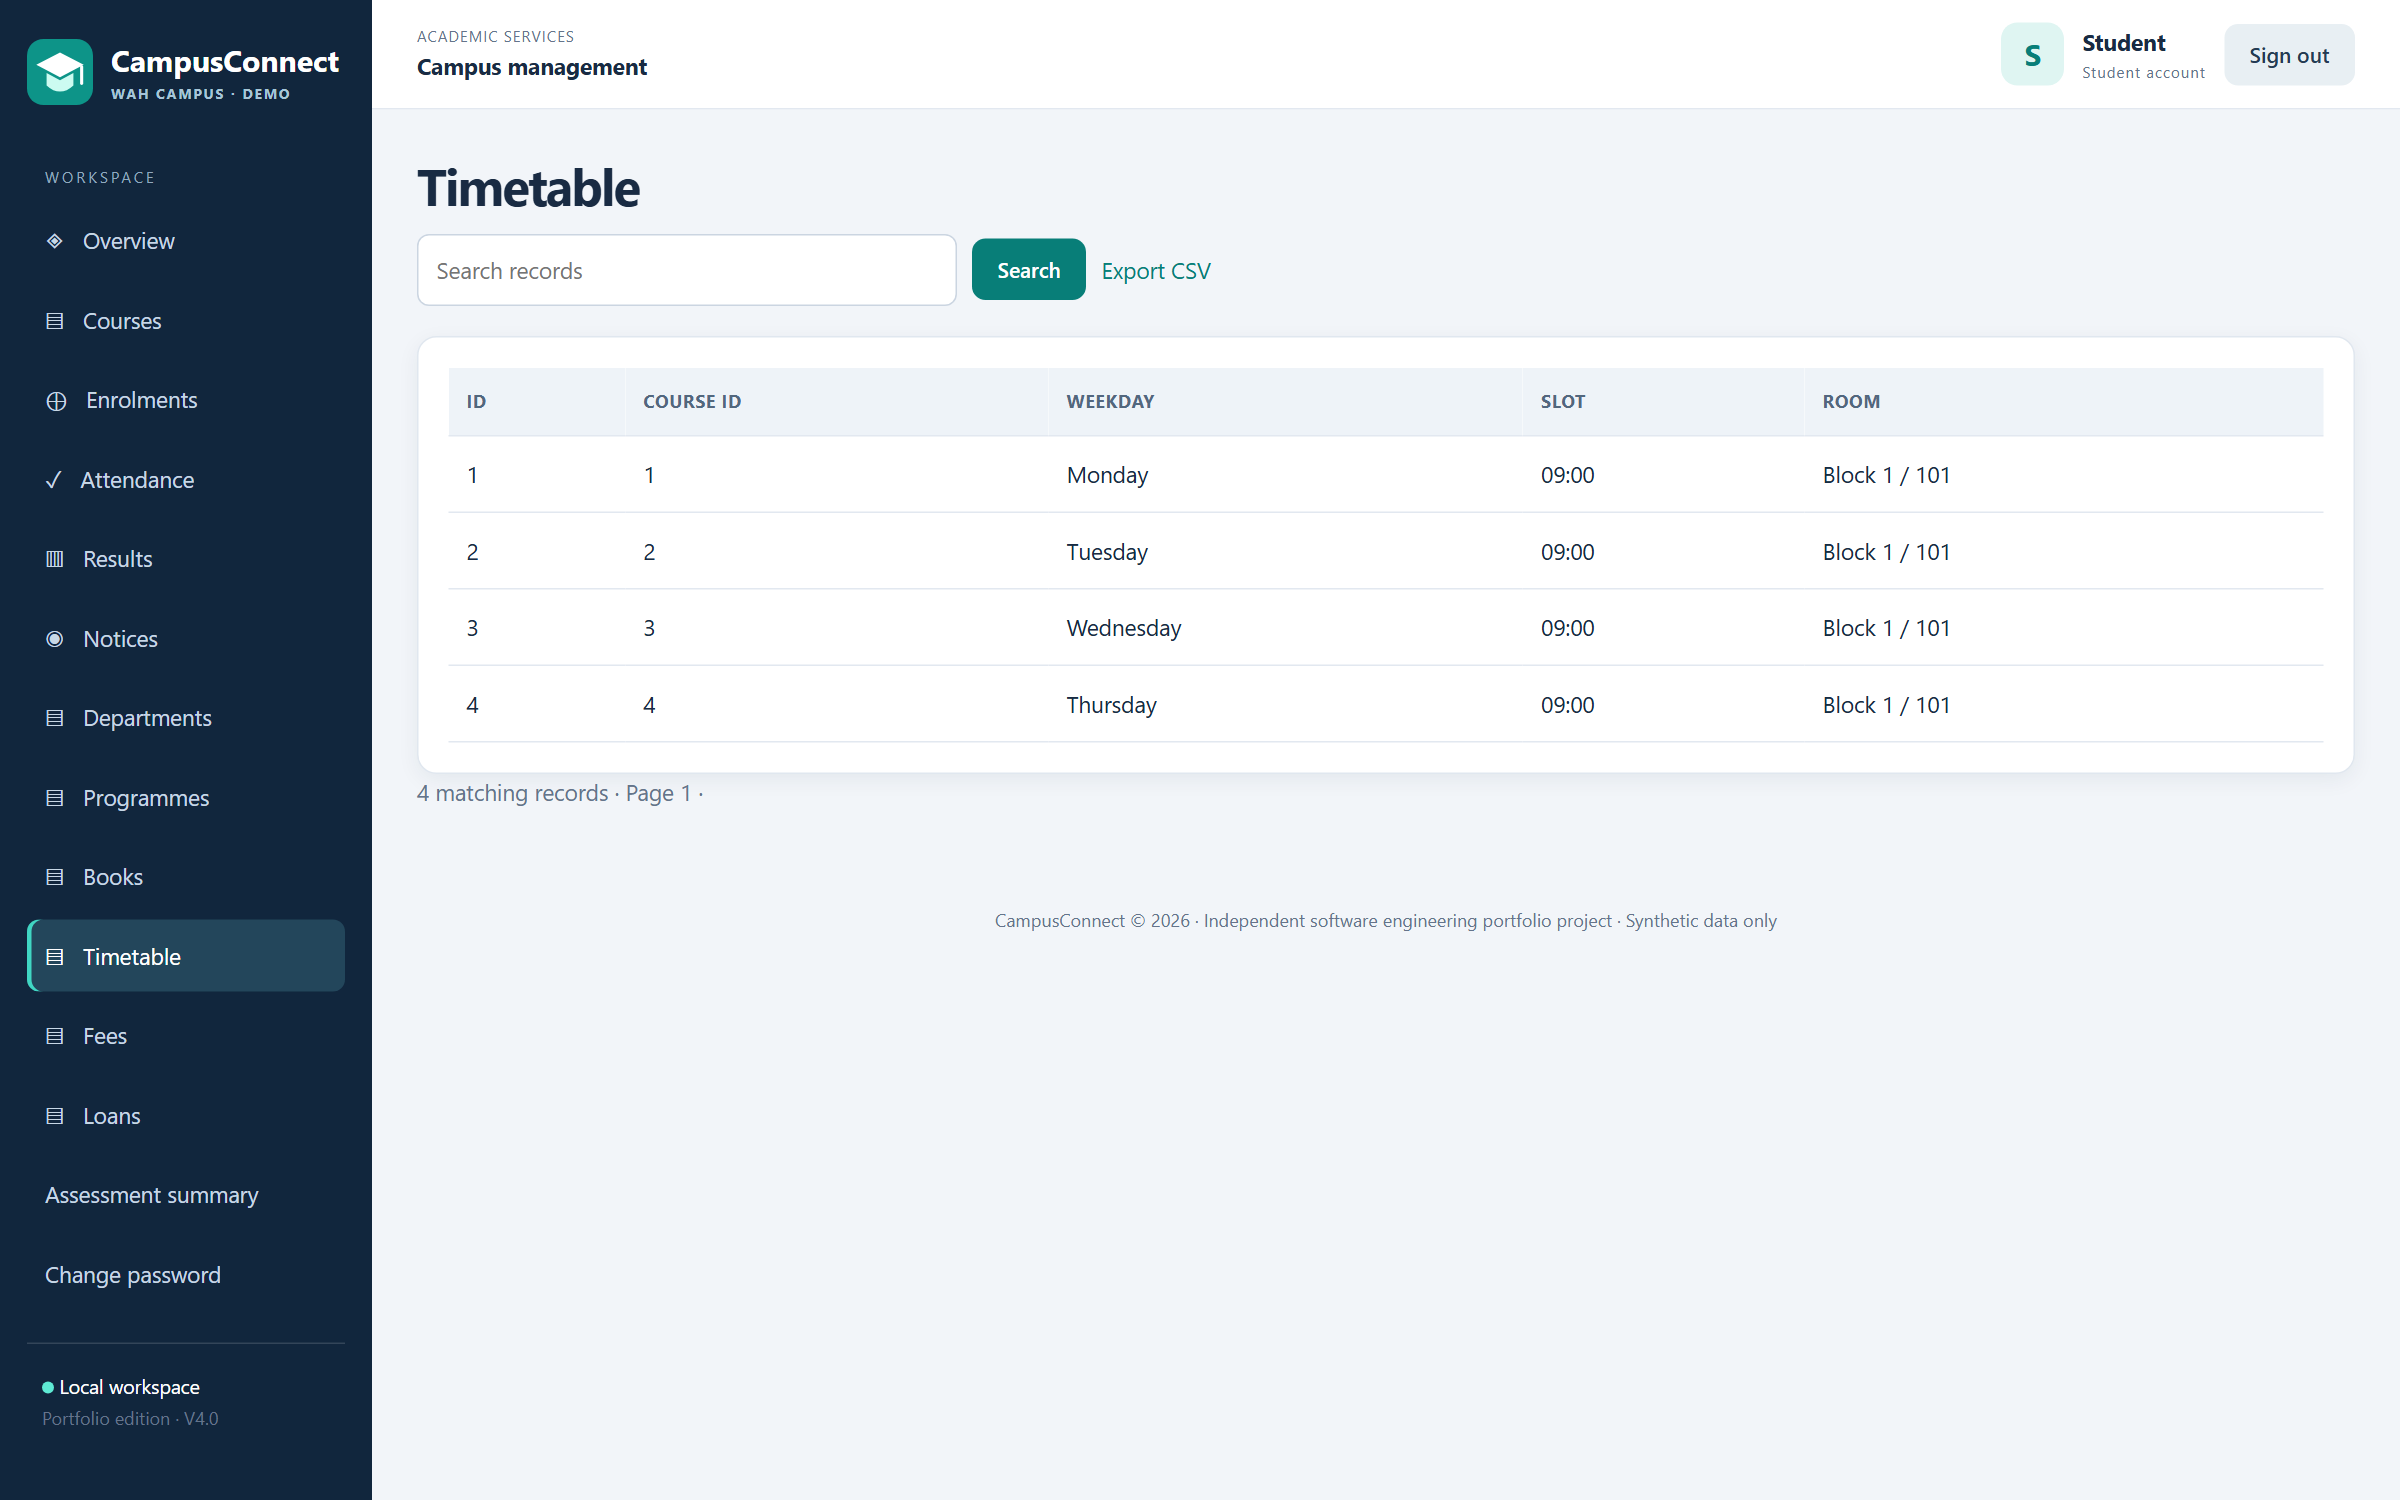 CampusConnect
WAH CAMPUS · DEMO
WORKSPACE
Overview
Courses
Enrolments
Attendance
Results
Notices
Departments
Programmes
Books
Timetable
Fees
Loans
Assessment summary
Change password
Local workspace
Portfolio edition · V4.0
ACADEMIC SERVICES
Campus management
S
Student
Student account
Sign out
Timetable
Search records
Search
Export CSV
ID COURSE ID WEEKDAY SLOT ROOM
1 1 Monday 09:00 Block 1 / 101
2 2 Tuesday 09:00 Block 1 / 101
3 3 Wednesday 09:00 Block 1 / 101
4 4 Thursday 09:00 Block 1 / 101
4 matching records · Page 1 ·
CampusConnect © 2026 · Independent software engineering portfolio project · Synthetic data only